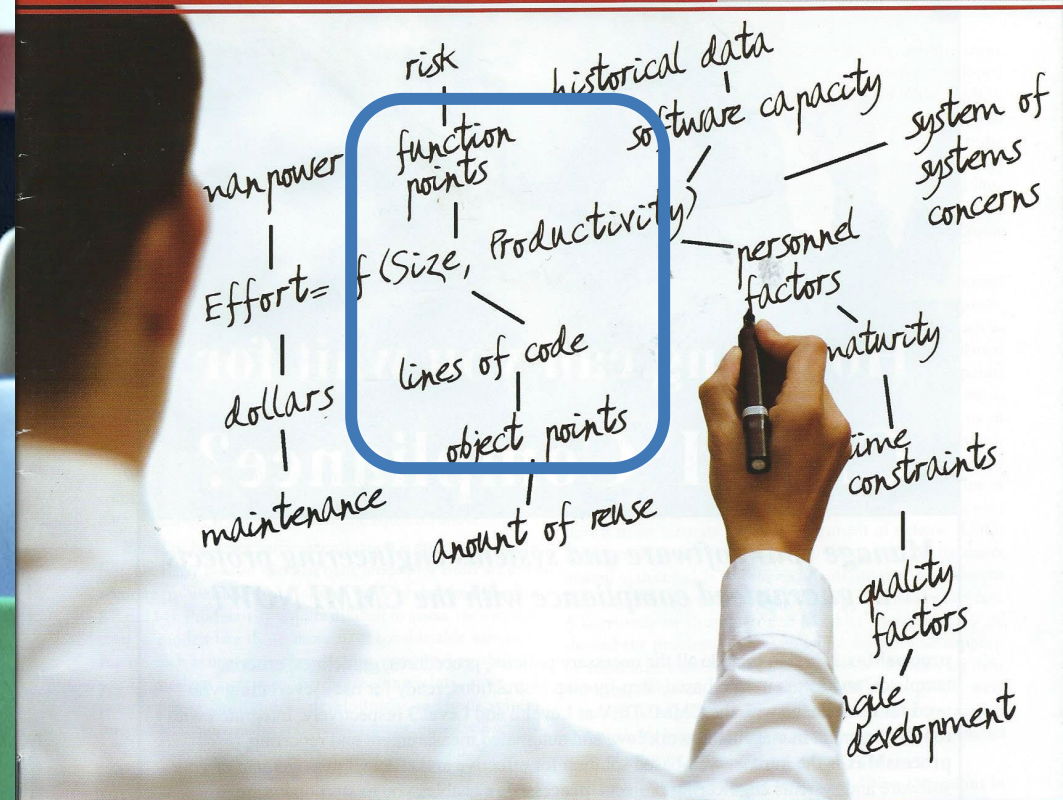 risk
historical data
function
points
software capacity
system of
systems
concerns
manpower
Effort= f (Size, Productivity)
personnel
factors
lines of code
maturity
dollars
object points
time
constraints
maintenance
amount of reuse
quality
factors
agile
development